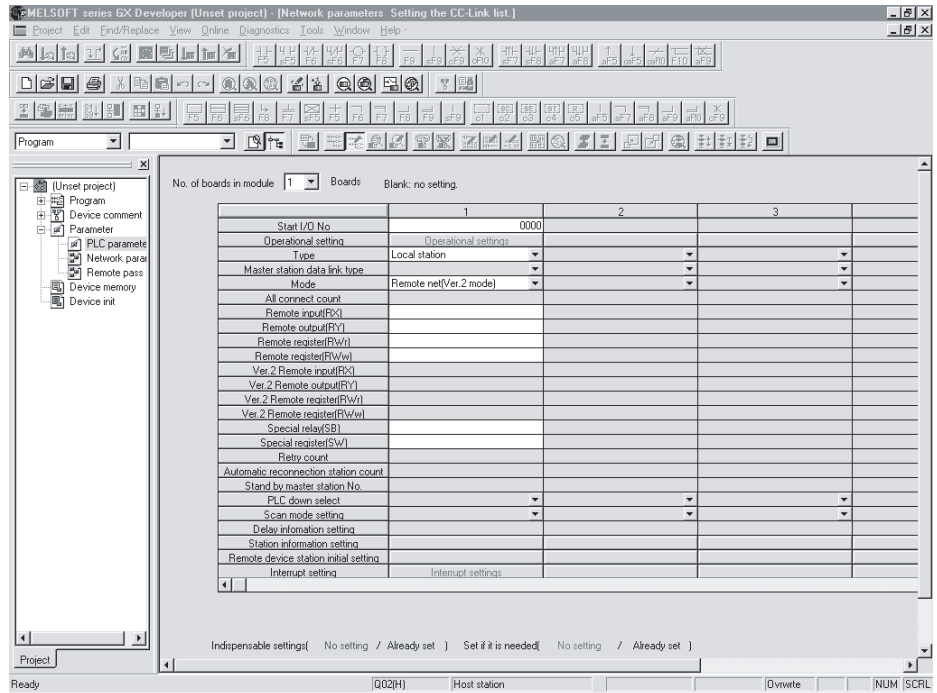 MELSOFT series GX Developer (Unset project) - [Network parameters Setting the CC-Link list.]
Project Edit Find/Replace View Online Diagnostics Tools Window Help
Program
(Unset project)
Program
Device comment
Parameter
PLC paramete
Network parar
Remote pass
Device memory
Device init
Project
No. of boards in module 1 Boards Blank: no setting.
1 2 3
Start I/O No 0000
Operational setting Operational settings
Type Local station
Master station data link type
Mode Remote net(Ver.2 mode)
All connect count
Remote input(RX)
Remote output(RY)
Remote register(RWr)
Remote register(RWw)
Ver.2 Remote input(RX)
Ver.2 Remote output(RY)
Ver.2 Remote register(RWr)
Ver.2 Remote register(RWw)
Special relay(SB)
Special register(SW)
Retry count
Automatic reconnection station count
Stand by master station No.
PLC down select
Scan mode setting
Delay infomation setting
Station information setting
Remote device station initial setting
Interrupt setting Interrupt settings
Indispensable settings( No setting / Already set ) Set if it is needed( No setting / Already set )
Ready Q02(H) Host station Ovrwrte NUM SCRL